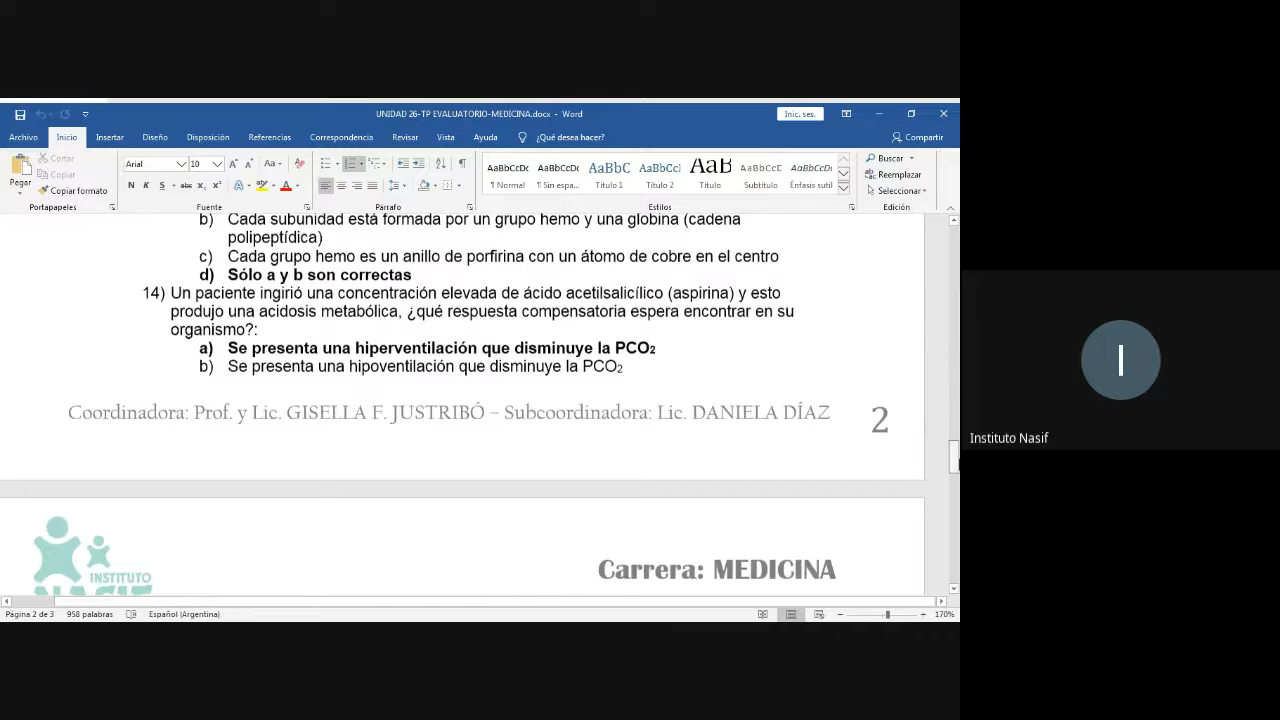 UNIDAD 26-TP EVALUATORIO-MEDICINA.docx - Word
Inic. ses.
Archivo Inicio Insertar Diseño Disposición Referencias Correspondencia Revisar Vista Ayuda ¿Qué desea hacer? Compartir
Pegar
Cortar
Copiar
Copiar formato
Arial 10
AaBbCcDc AaBbCcDc AaBbC AaBbCcl AaB AaBbCcD AaBbCcDc
¶ Normal ¶ Sin espa... Título 1 Título 2 Título Subtítulo Énfasis sutil
Buscar
Reemplazar
Seleccionar
Portapapeles Fuente Párrafo Estilos Edición
b) Cada subunidad está formada por un grupo hemo y una globina (cadena
polipeptídica)
c) Cada grupo hemo es un anillo de porfirina con un átomo de cobre en el centro
d) Sólo a y b son correctas
14) Un paciente ingirió una concentración elevada de ácido acetilsalicílico (aspirina) y esto
produjo una acidosis metabólica, ¿qué respuesta compensatoria espera encontrar en su
organismo?:
a) Se presenta una hiperventilación que disminuye la PCO₂
b) Se presenta una hipoventilación que disminuye la PCO₂
Coordinadora: Prof. y Lic. GISELLA F. JUSTRIBÓ – Subcoordinadora: Lic. DANIELA DÍAZ 2
INSTITUTO
NASIF
Carrera: MEDICINA
Página 2 de 3 958 palabras Español (Argentina) 170%
I
Instituto Nasif